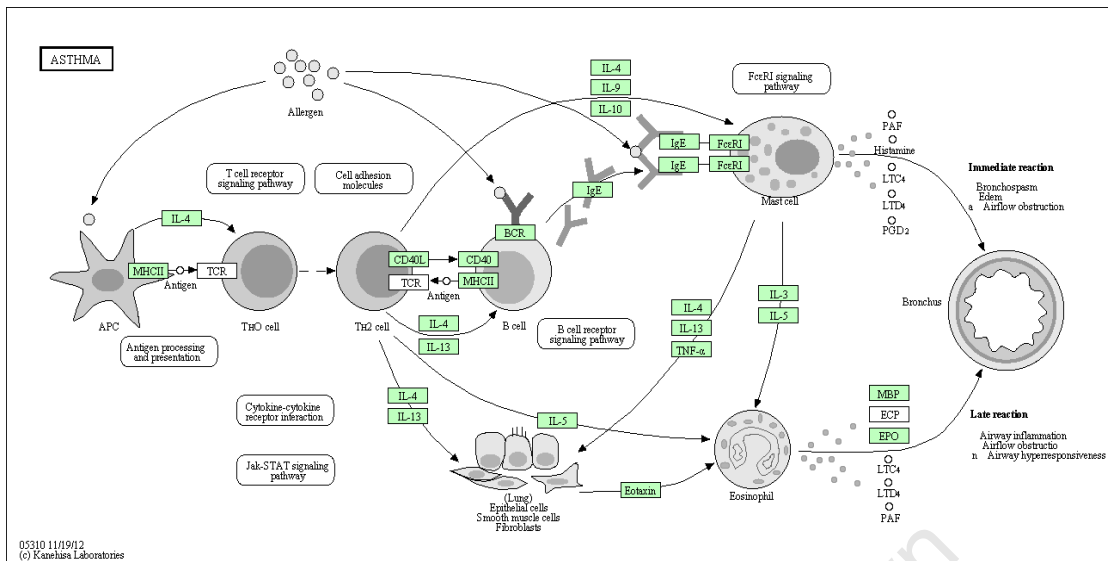 ASTHMA
Allergen
IL-4
IL-9
IL-10
FcεRI signaling
pathway
T cell receptor
signaling pathway
Cell adhesion
molecules
IgE
FcεRI
IgE
FcεRI
IgE
Mast cell
PAF
Histamine
LTC4
LTD4
PGD2
Immediate reaction
Bronchospasm
Edem
a Airflow obstruction
IL-4
BCR
MHCII
TCR
Antigen
APC
TH0 cell
CD40L
CD40
TCR
MHCII
Antigen
TH2 cell
B cell
IL-4
IL-13
B cell receptor
signaling pathway
Antigen processing
and presentation
IL-4
IL-13
TNF-α
IL-3
IL-5
Bronchus
Cytokine-cytokine
receptor interaction
IL-4
IL-13
IL-5
Jak-STAT signaling
pathway
(Lung)
Epithelial cells
Smooth muscle cells
Fibroblasts
Eotaxin
Eosinophil
MBP
ECP
EPO
LTC4
LTD4
PAF
Late reaction
Airway inflammation
Airflow obstructio
n Airway hyperresponsiveness
05310 11/19/12
(c) Kanehisa Laboratories